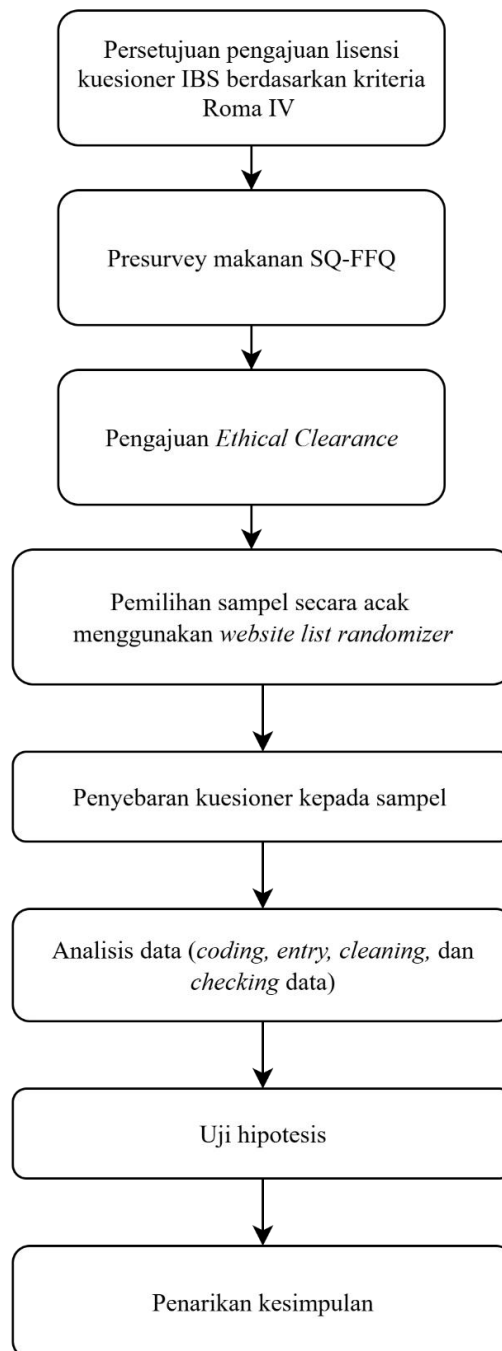 Persetujuan pengajuan lisensi
kuesioner IBS berdasarkan kriteria
Roma IV
Presurvey makanan SQ-FFQ
Pengajuan Ethical Clearance
Pemilihan sampel secara acak
menggunakan website list randomizer
Penyebaran kuesioner kepada sampel
Analisis data (coding, entry, cleaning, dan
checking data)
Uji hipotesis
Penarikan kesimpulan